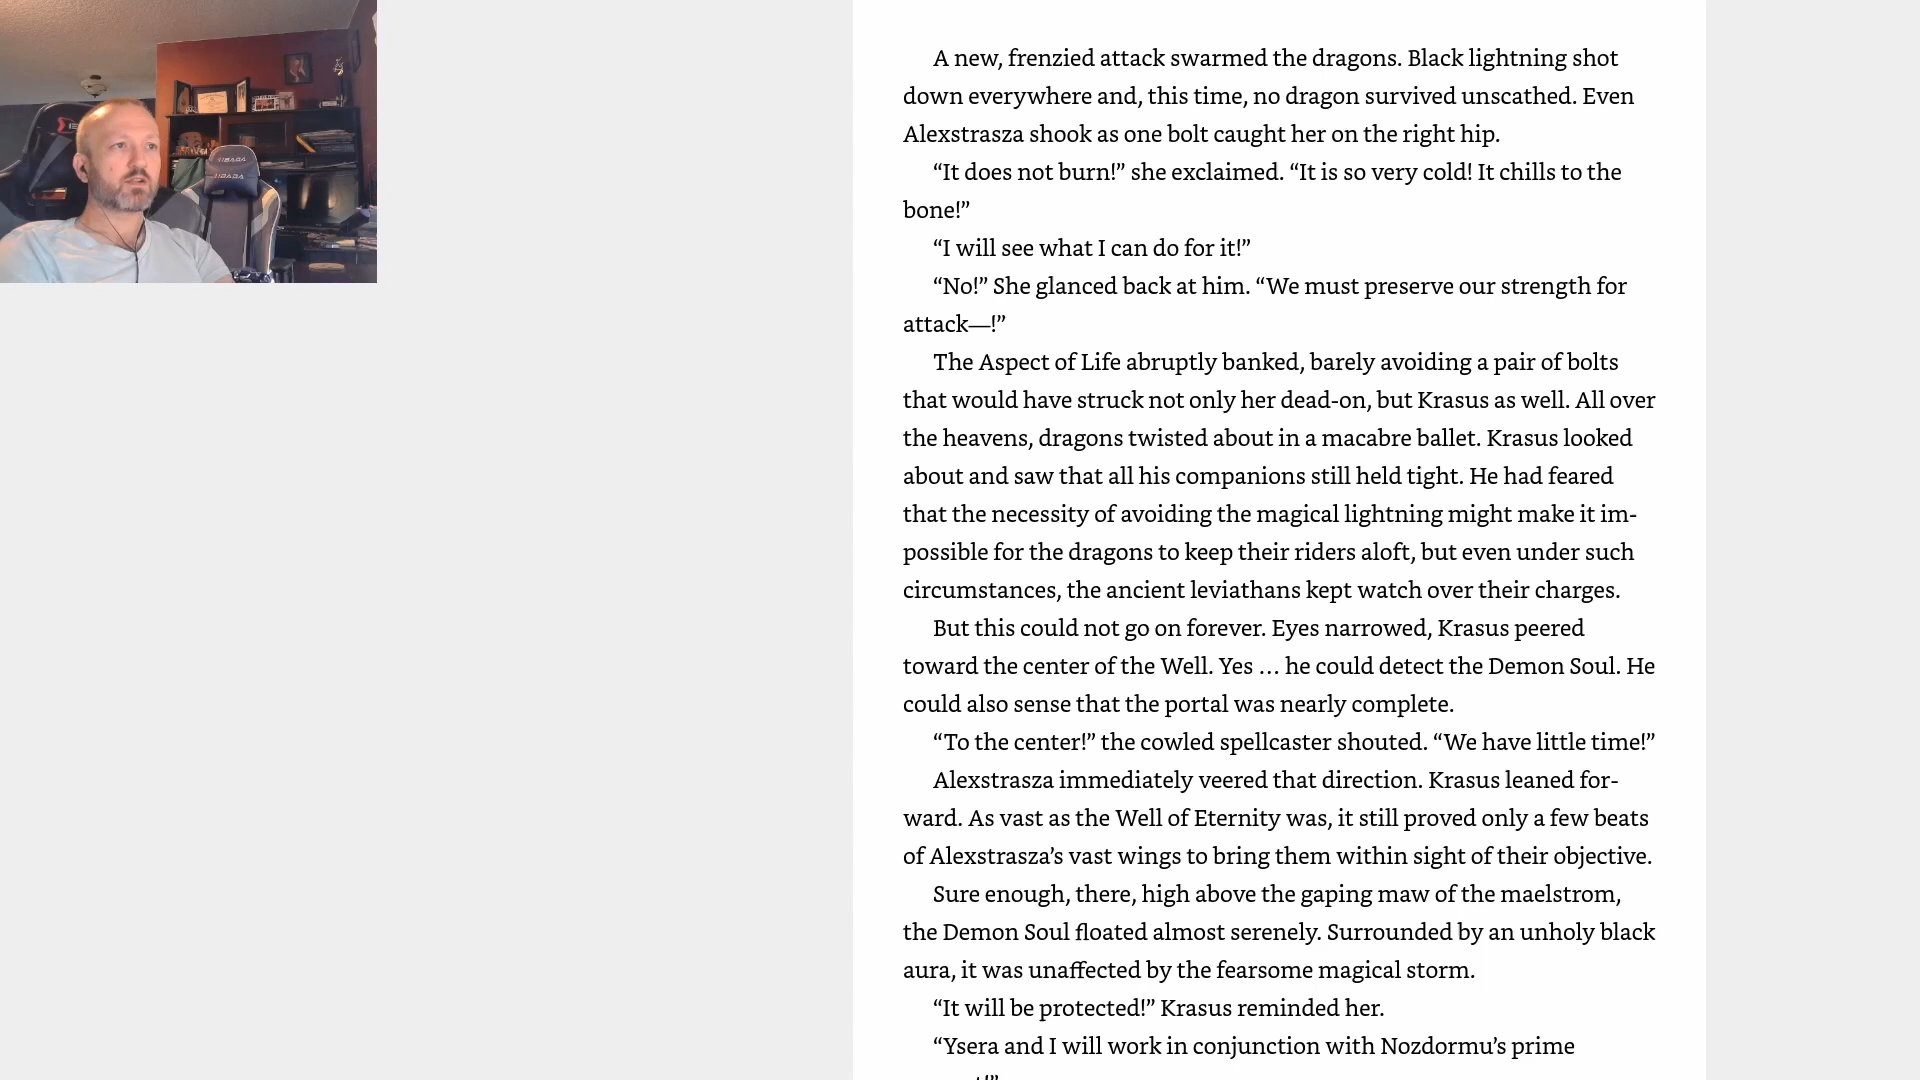 A new, frenzied attack swarmed the dragons. Black lightning shot
down everywhere and, this time, no dragon survived unscathed. Even
Alexstrasza shook as one bolt caught her on the right hip.
“It does not burn!” she exclaimed. “It is so very cold! It chills to the
bone!”
“I will see what I can do for it!”
“No!” She glanced back at him. “We must preserve our strength for
attack—!”
The Aspect of Life abruptly banked, barely avoiding a pair of bolts
that would have struck not only her dead-on, but Krasus as well. All over
the heavens, dragons twisted about in a macabre ballet. Krasus looked
about and saw that all his companions still held tight. He had feared
that the necessity of avoiding the magical lightning might make it im-
possible for the dragons to keep their riders aloft, but even under such
circumstances, the ancient leviathans kept watch over their charges.
But this could not go on forever. Eyes narrowed, Krasus peered
toward the center of the Well. Yes … he could detect the Demon Soul. He
could also sense that the portal was nearly complete.
“To the center!” the cowled spellcaster shouted. “We have little time!”
Alexstrasza immediately veered that direction. Krasus leaned for-
ward. As vast as the Well of Eternity was, it still proved only a few beats
of Alexstrasza’s vast wings to bring them within sight of their objective.
Sure enough, there, high above the gaping maw of the maelstrom,
the Demon Soul floated almost serenely. Surrounded by an unholy black
aura, it was unaffected by the fearsome magical storm.
“It will be protected!” Krasus reminded her.
“Ysera and I will work in conjunction with Nozdormu’s prime